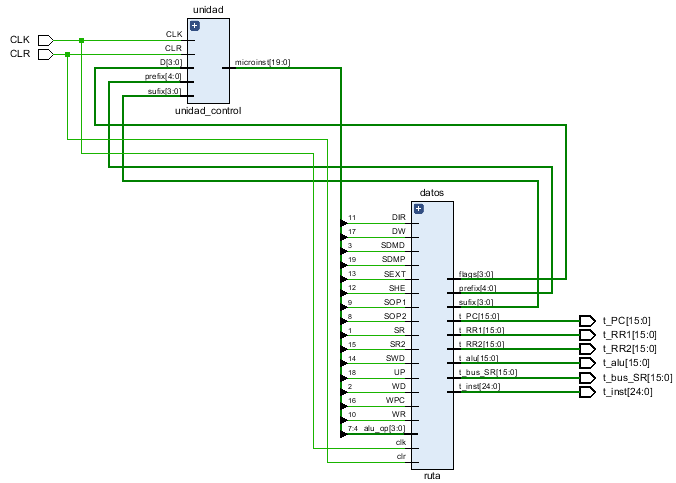 unidad
CLK
CLR
CLK
CLR
D[3:0]
prefix[4:0]
sufix[3:0]
microinst[19:0]
unidad_control
datos
11 DIR
17 DW
3 SDMD
19 SDMP
13 SEXT
12 SHE
9 SOP1
8 SOP2
1 SR
15 SR2
14 SWD
18 UP
2 WD
16 WPC
10 WR
7:4 alu_op[3:0]
clk
clr
flags[3:0]
prefix[4:0]
sufix[3:0]
t_PC[15:0]
t_RR1[15:0]
t_RR2[15:0]
t_alu[15:0]
t_bus_SR[15:0]
t_inst[24:0]
t_PC[15:0]
t_RR1[15:0]
t_RR2[15:0]
t_alu[15:0]
t_bus_SR[15:0]
t_inst[24:0]
ruta